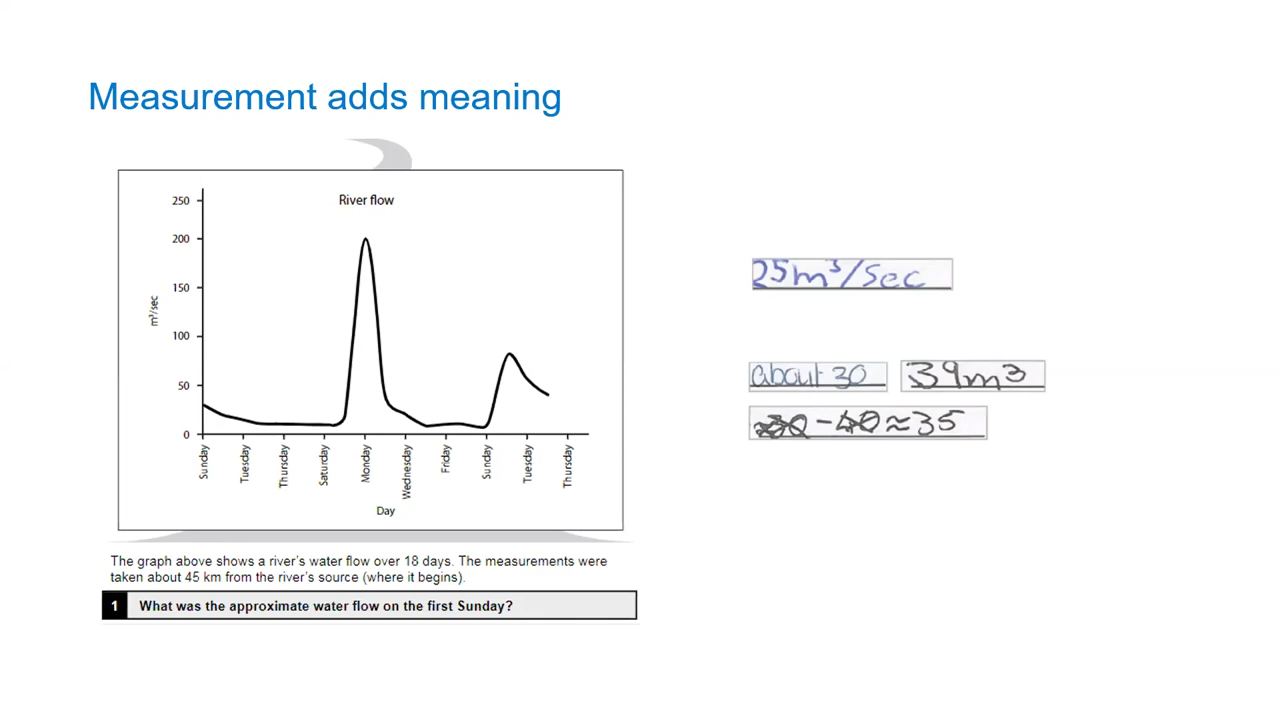 Measurement adds meaning
River flow
250
200
150
100
50
0
m³/sec
Sunday
Tuesday
Thursday
Saturday
Monday
Wednesday
Friday
Sunday
Tuesday
Thursday
Day
The graph above shows a river's water flow over 18 days. The measurements were
taken about 45 km from the river's source (where it begins).
1 What was the approximate water flow on the first Sunday?
25m³/sec
about 30
39m³
≈30 - 40 ≈ 35